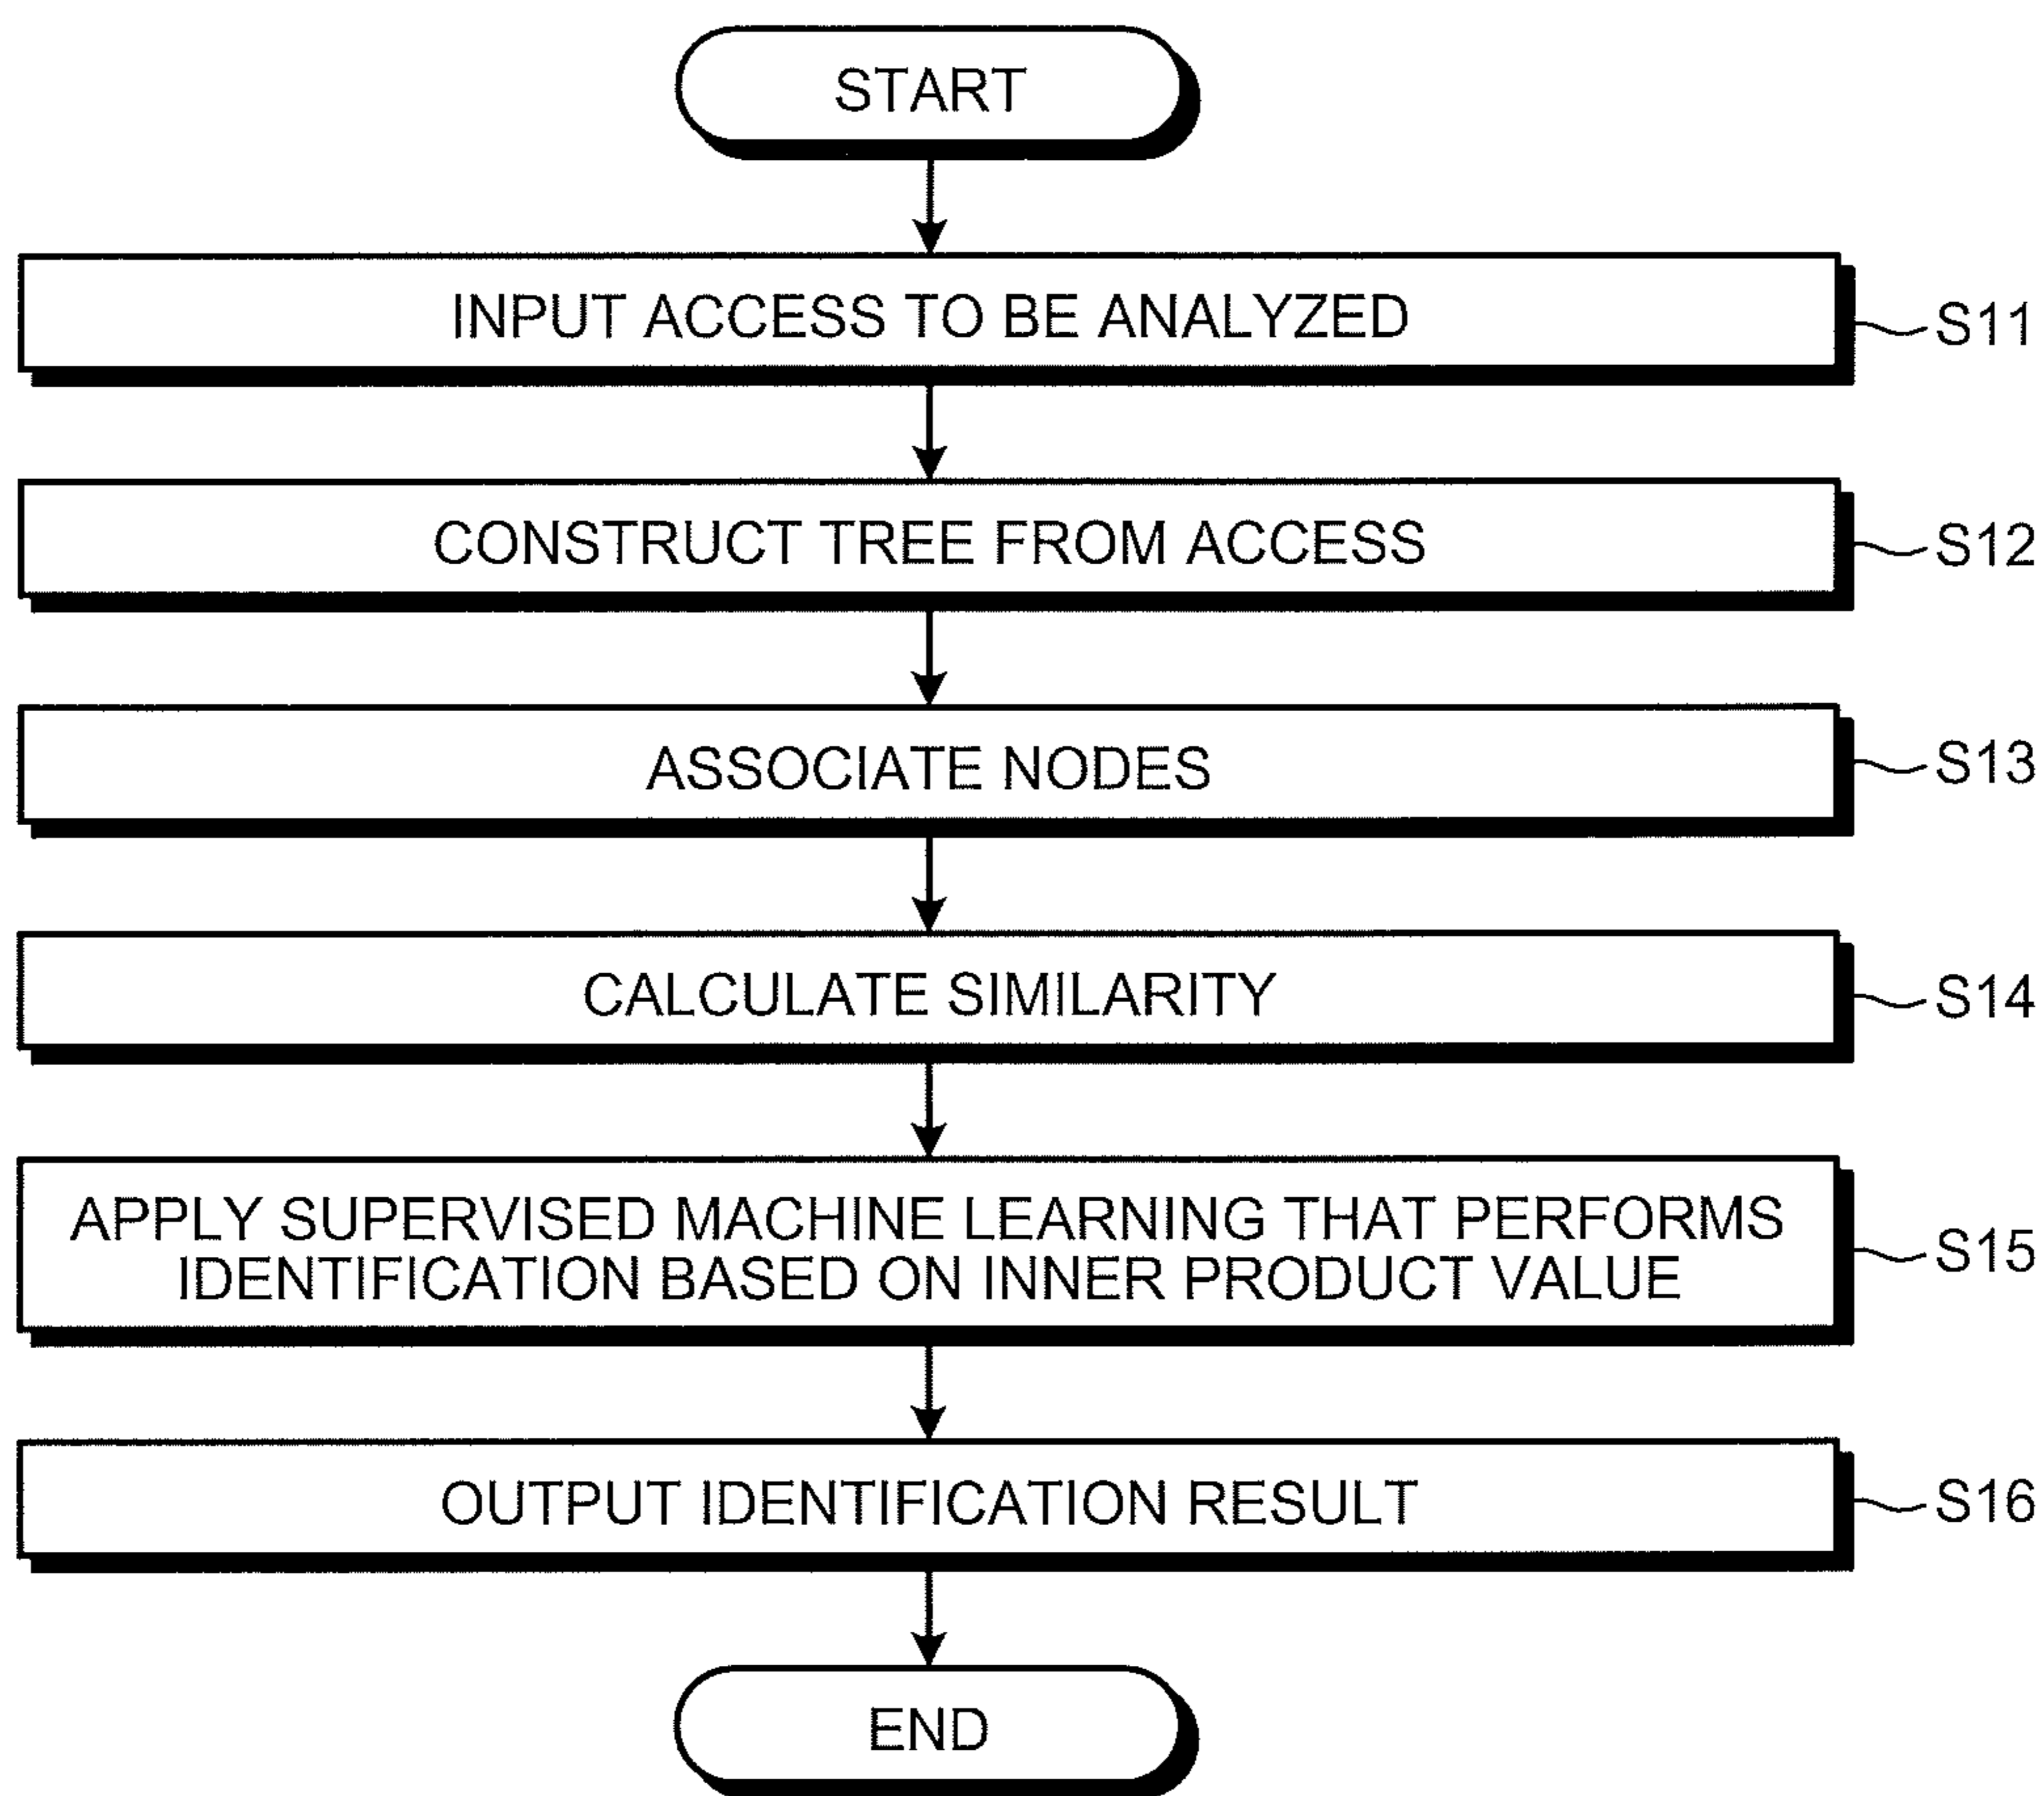 START
INPUT ACCESS TO BE ANALYZED
S11
CONSTRUCT TREE FROM ACCESS
S12
ASSOCIATE NODES
S13
CALCULATE SIMILARITY
S14
APPLY SUPERVISED MACHINE LEARNING THAT PERFORMS
IDENTIFICATION BASED ON INNER PRODUCT VALUE
S15
OUTPUT IDENTIFICATION RESULT
S16
END